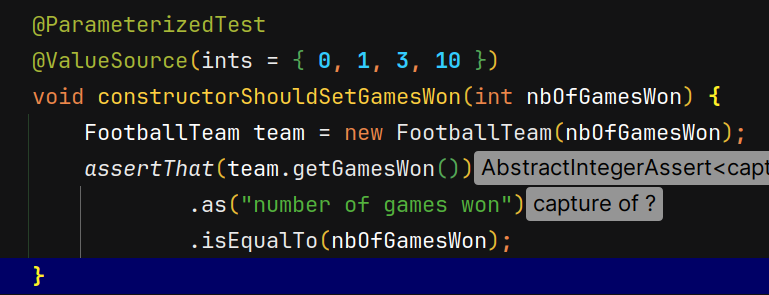 @ParameterizedTest
@ValueSource(ints = { 0, 1, 3, 10 })
void constructorShouldSetGamesWon(int nbOfGamesWon) {
FootballTeam team = new FootballTeam(nbOfGamesWon);
assertThat(team.getGamesWon()) AbstractIntegerAssert<capt
.as("number of games won") capture of ?
.isEqualTo(nbOfGamesWon);
}